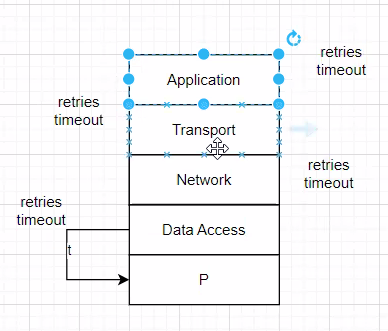 retries
timeout
Application
retries
timeout
Transport
retries
timeout
Network
retries
timeout
Data Access
t
P